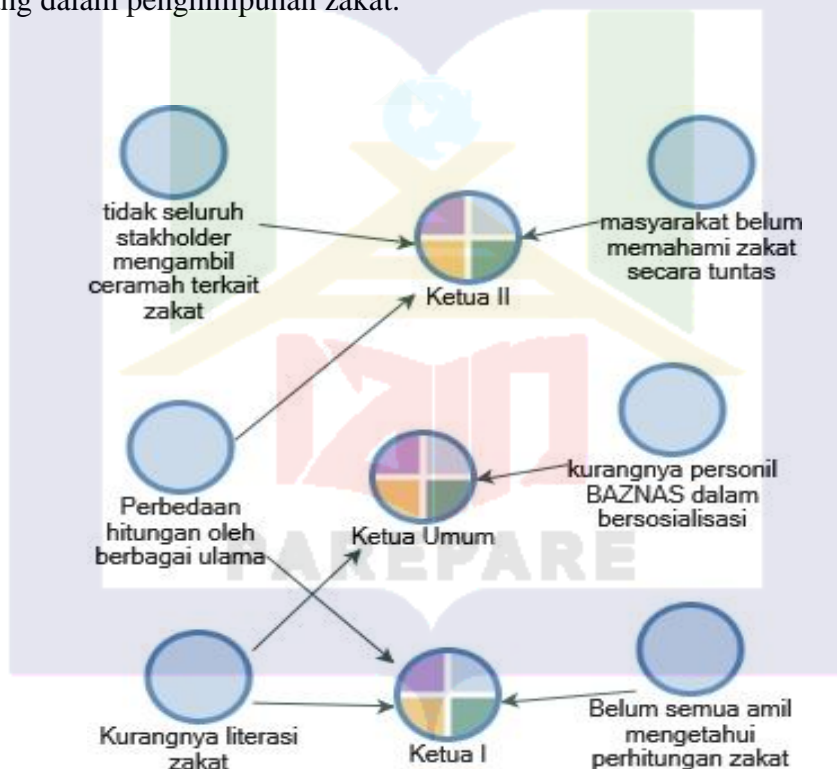 dalam penghimpunan zakat.
tidak seluruh
stakholder
mengambil
ceramah terkait
zakat
masyarakat belum
memahami zakat
secara tuntas
Ketua II
Perbedaan
hitungan oleh
berbagai ulama
kurangnya personil
BAZNAS dalam
bersosialisasi
Ketua Umum
PAREPARE
Kurangnya literasi
zakat
Ketua I
Belum semua amil
mengetahui
perhitungan zakat